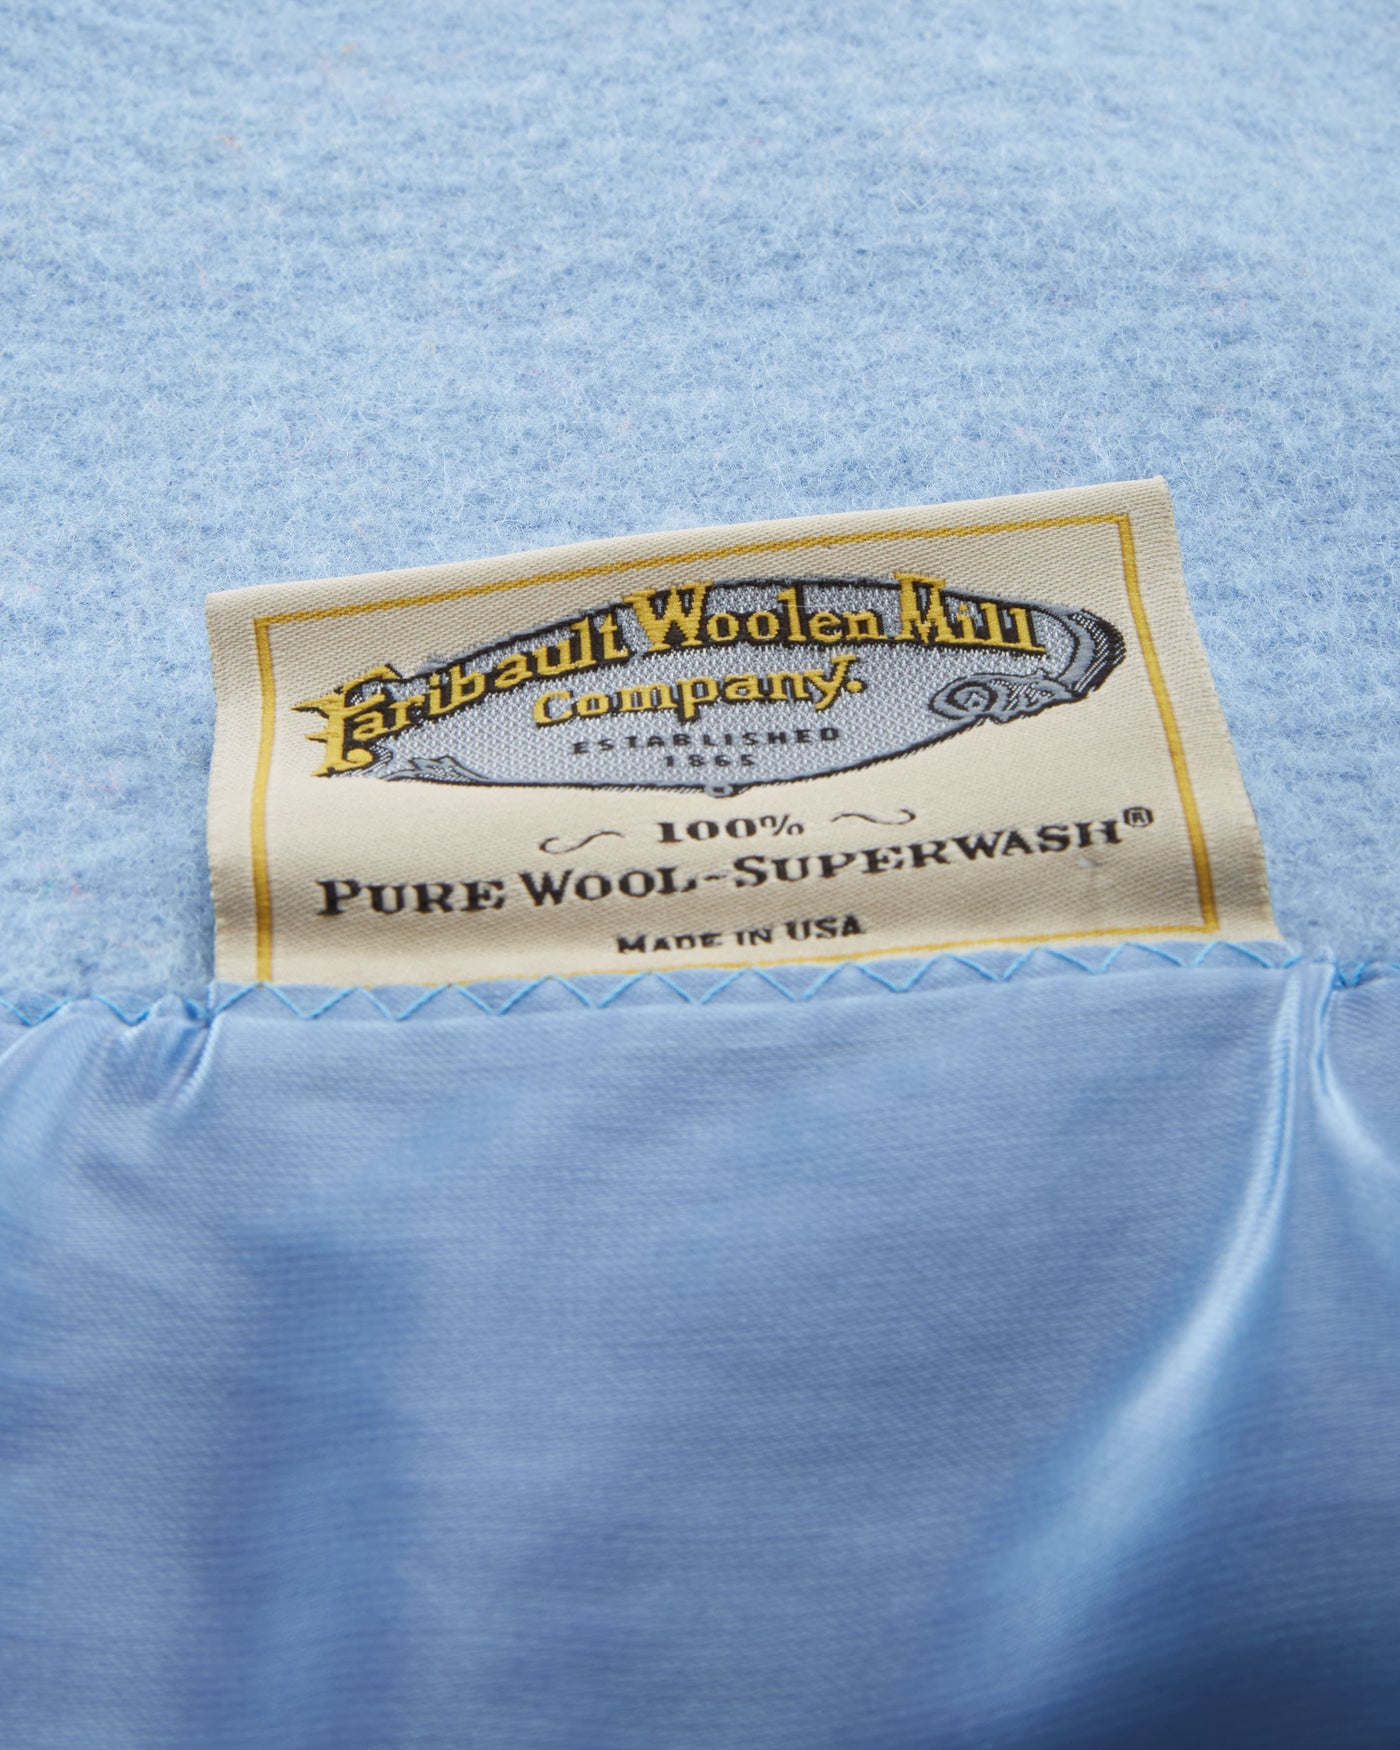 Faribault Woolen Mill
Company.
ESTABLISHED
1865
100%
PURE WOOL-SUPERWASH®
MADE IN USA